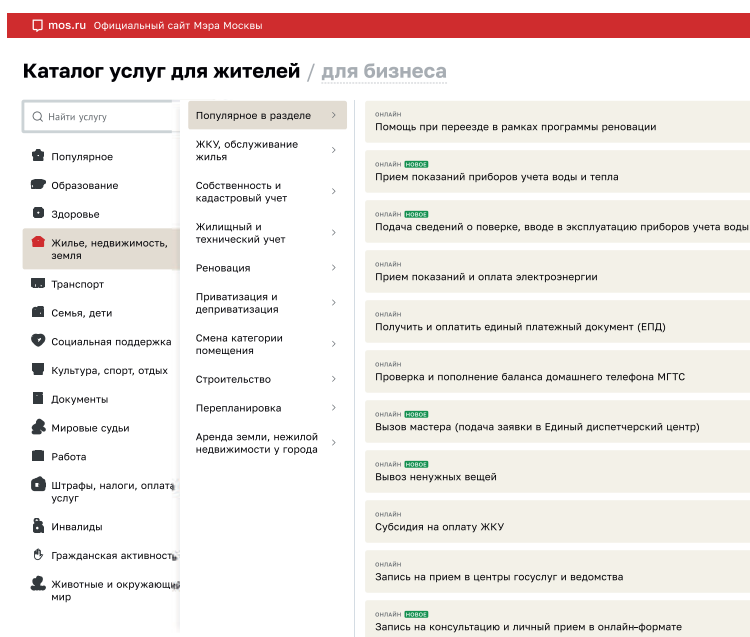 mos.ru Официальный сайт Мэра Москвы
Каталог услуг для жителей / для бизнеса
Найти услугу
Популярное
Образование
Здоровье
Жилье, недвижимость,
земля
Транспорт
Семья, дети
Социальная поддержка
Культура, спорт, отдых
Документы
Мировые судьи
Работа
Штрафы, налоги, оплата
услуг
Инвалиды
Гражданская активность
Животные и окружающий
мир
Популярное в разделе
ЖКУ, обслуживание
жилья
Собственность и
кадастровый учет
Жилищный и
технический учет
Реновация
Приватизация и
деприватизация
Смена категории
помещения
Строительство
Перепланировка
Аренда земли, нежилой
недвижимости у города
ОНЛАЙН
Помощь при переезде в рамках программы реновации
ОНЛАЙН НОВОЕ
Прием показаний приборов учета воды и тепла
ОНЛАЙН НОВОЕ
Подача сведений о поверке, вводе в эксплуатацию приборов учета воды
ОНЛАЙН
Прием показаний и оплата электроэнергии
ОНЛАЙН
Получить и оплатить единый платежный документ (ЕПД)
ОНЛАЙН
Проверка и пополнение баланса домашнего телефона МГТС
ОНЛАЙН НОВОЕ
Вызов мастера (подача заявки в Единый диспетчерский центр)
ОНЛАЙН НОВОЕ
Вывоз ненужных вещей
ОНЛАЙН
Субсидия на оплату ЖКУ
ОНЛАЙН
Запись на прием в центры госуслуг и ведомства
ОНЛАЙН НОВОЕ
Запись на консультацию и личный прием в онлайн-формате